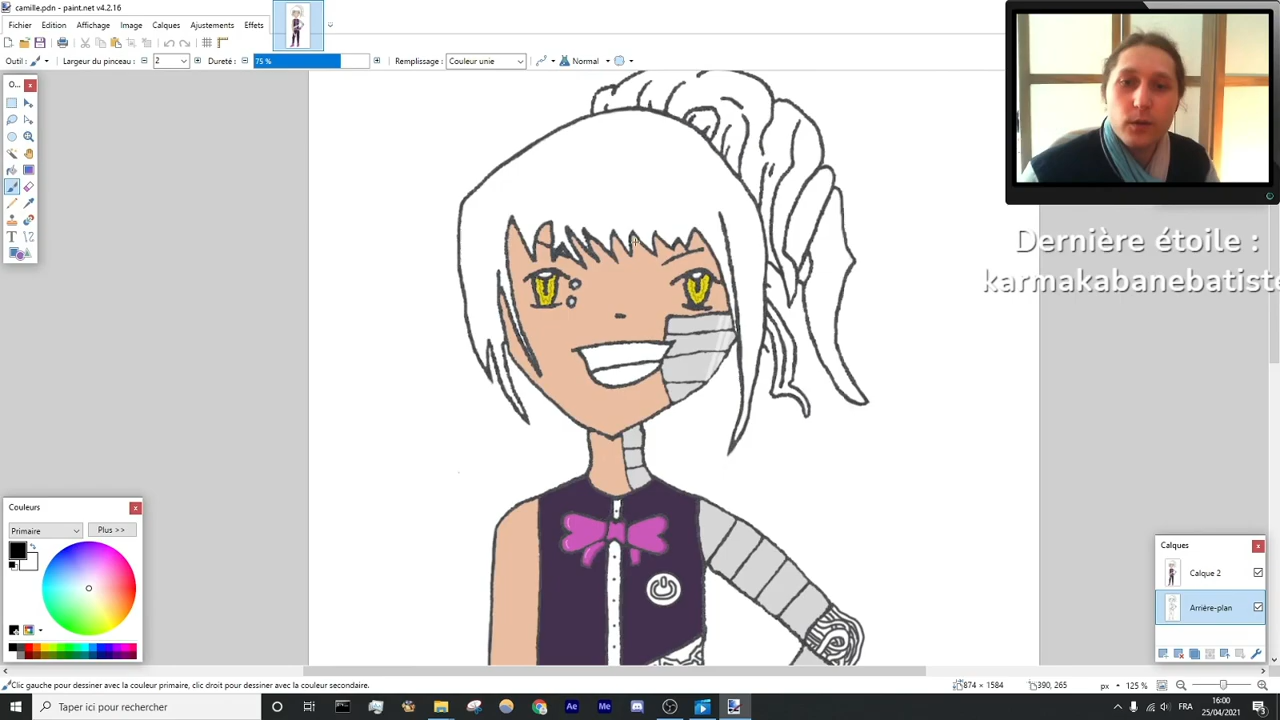 camille.pdn - paint.net v4.2.16
Fichier Edition Affichage Image Calques Ajustements Effets
Outil : Largeur du pinceau : 2 Dureté : 75 % Remplissage : Couleur unie Normal
O...
Dernière étoile :
karmakabanebatiste
Couleurs
Primaire Plus >>
Calques
Calque 2
Arrière-plan
Clic gauche pour dessiner avec la couleur primaire, clic droit pour dessiner avec la couleur secondaire. 874 × 1584 390, 265 px 125 %
Taper ici pour rechercher Ae Me FRA 16:00
25/04/2021